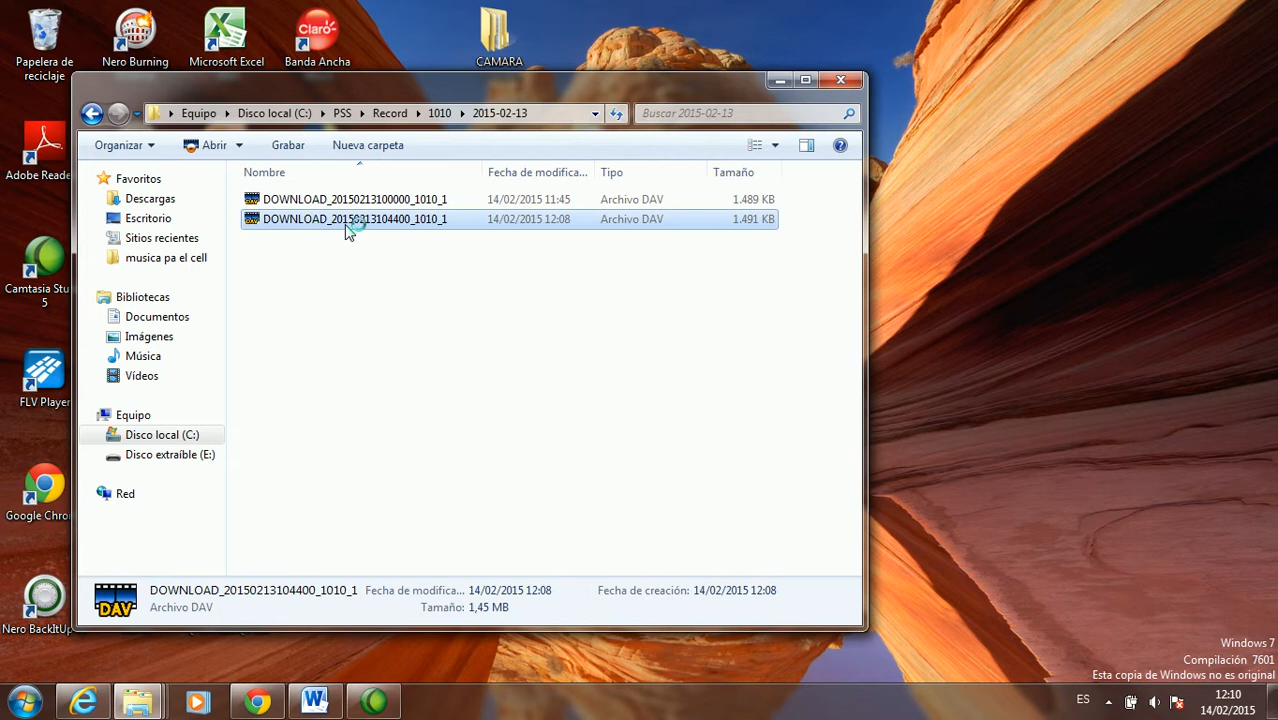 Papelera de
reciclaje
Nero Burning
Microsoft Excel
Banda Ancha
Claro
CAMARA
Equipo
Disco local (C:)
PSS
Record
1010
2015-02-13
Buscar 2015-02-13
Organizar
Abrir
Grabar
Nueva carpeta
Nombre
Fecha de modifica...
Tipo
Tamaño
DOWNLOAD_20150213100000_1010_1
14/02/2015 11:45
Archivo DAV
1.489 KB
DOWNLOAD_20150213104400_1010_1
14/02/2015 12:08
Archivo DAV
1.491 KB
Favoritos
Descargas
Escritorio
Sitios recientes
musica pa el cell
Bibliotecas
Documentos
Imágenes
Música
Vídeos
Equipo
Disco local (C:)
Disco extraíble (E:)
Red
Adobe Reade
Camtasia Stu
5
FLV Player
Google Chro
Nero BackItUp
DAV
DOWNLOAD_20150213104400_1010_1
Fecha de modifica... 14/02/2015 12:08
Fecha de creación: 14/02/2015 12:08
Archivo DAV
Tamaño: 1,45 MB
Windows 7
Compilación 7601
Esta copia de Windows no es original
ES
12:10
14/02/2015